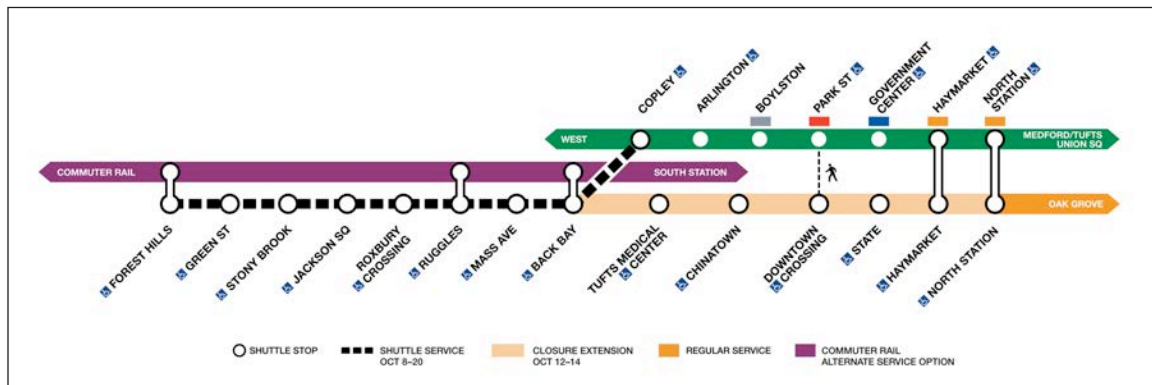 COPLEY
ARLINGTON
BOYLSTON
PARK ST
GOVERNMENT
CENTER
HAYMARKET
NORTH
STATION
WEST
MEDFORD/TUFTS
UNION SQ
COMMUTER RAIL
SOUTH STATION
OAK GROVE
FOREST HILLS
GREEN ST
STONY BROOK
JACKSON SQ
ROXBURY
CROSSING
RUGGLES
MASS AVE
BACK BAY
TUFTS MEDICAL
CENTER
CHINATOWN
DOWNTOWN
CROSSING
STATE
HAYMARKET
NORTH STATION
SHUTTLE STOP
SHUTTLE SERVICE
OCT 8–20
CLOSURE EXTENSION
OCT 12–14
REGULAR SERVICE
COMMUTER RAIL
ALTERNATE SERVICE OPTION